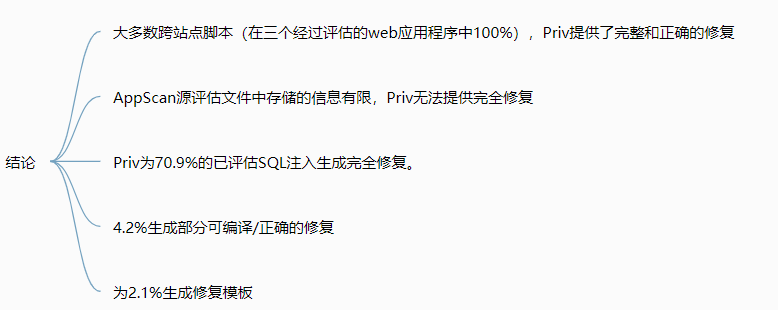 大多数跨站点脚本（在三个经过评估的web应用程序中100%），Priv提供了完整和正确的修复
AppScan源评估文件中存储的信息有限，Priv无法提供完全修复
结论
Priv为70.9%的已评估SQL注入生成完全修复。
4.2%生成部分可编译/正确的修复
为2.1%生成修复模板